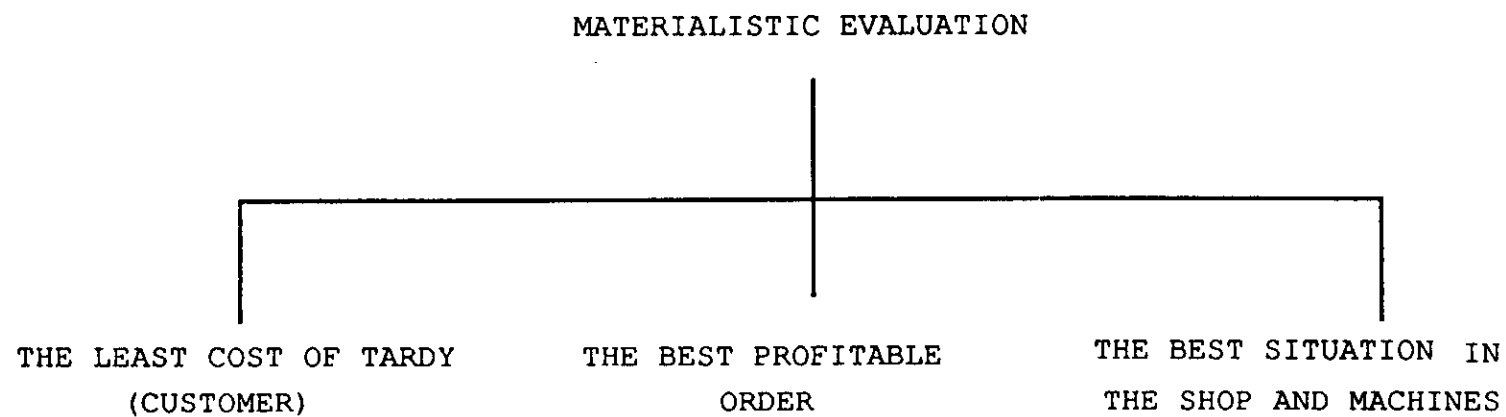 MATERIALISTIC EVALUATION
THE LEAST COST OF TARDY
(CUSTOMER)
THE BEST PROFITABLE
ORDER
THE BEST SITUATION IN
THE SHOP AND MACHINES